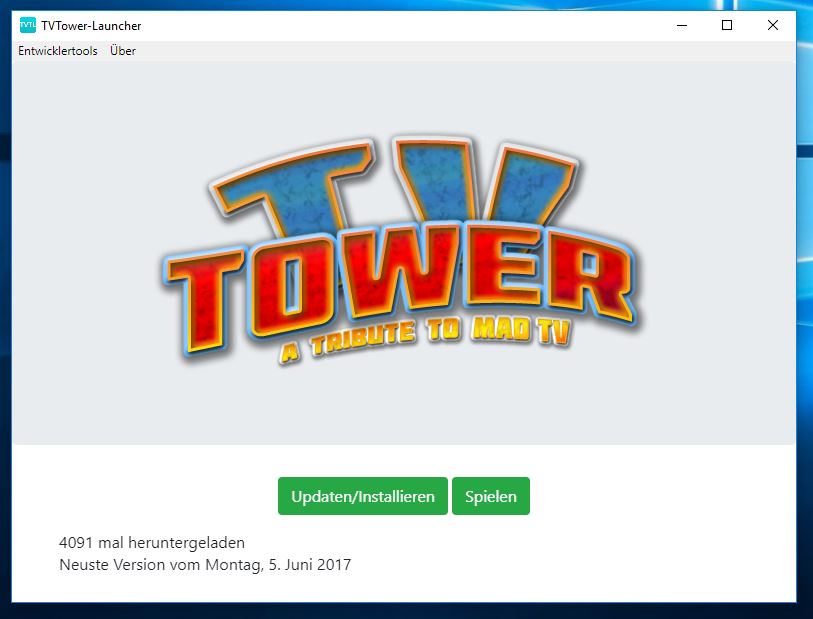 TVTL TVTower-Launcher
Entwicklertools Über
TV
TOWER
A TRIBUTE TO MAD TV
Updaten/Installieren Spielen
4091 mal heruntergeladen
Neuste Version vom Montag, 5. Juni 2017